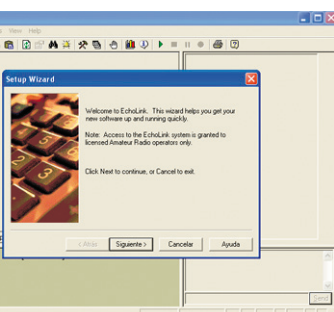 View Help
Setup Wizard
Welcome to EchoLink. This wizard helps you get your
new software up and running quickly.
Note: Access to the EchoLink system is granted to
licensed Amateur Radio operators only.
Click Next to continue, or Cancel to exit.
< Atrás
Siguiente >
Cancelar
Ayuda
Send